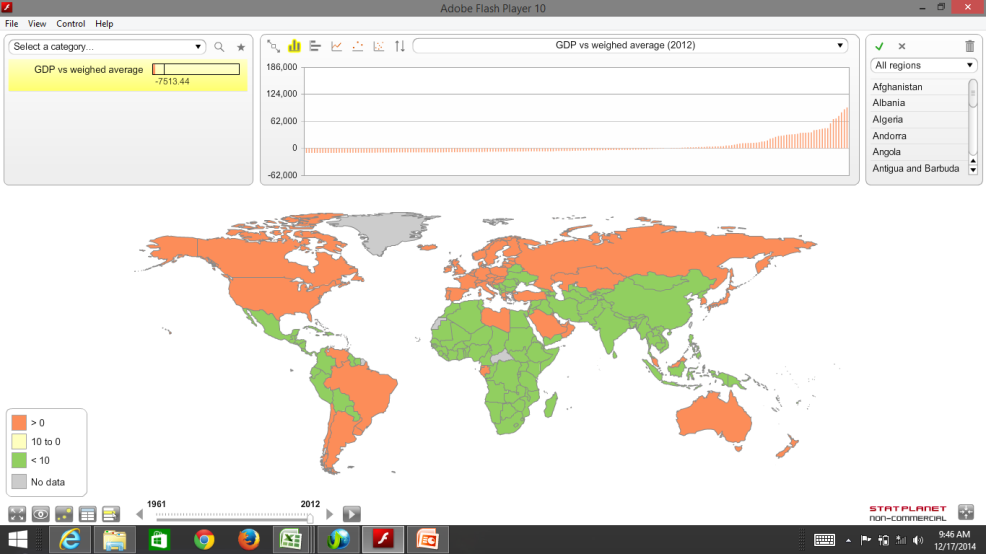 Adobe Flash Player 10
File View Control Help
Select a category...
GDP vs weighed average
-7513.44
GDP vs weighed average (2012)
186,000
124,000
62,000
0
-62,000
All regions
Afghanistan
Albania
Algeria
Andorra
Angola
Antigua and Barbuda
> 0
10 to 0
< 10
No data
1961
2012
STAT PLANET
NON-COMMERCIAL
9:46 AM
12/17/2014